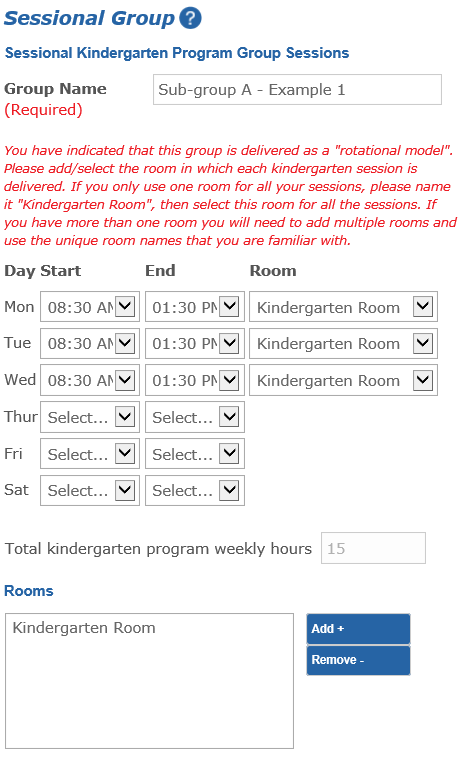 Sessional Group ?
Sessional Kindergarten Program Group Sessions
Group Name
(Required)
Sub-group A - Example 1
You have indicated that this group is delivered as a "rotational model".
Please add/select the room in which each kindergarten session is
delivered. If you only use one room for all your sessions, please name
it "Kindergarten Room", then select this room for all the sessions. If
you have more than one room you will need to add multiple rooms and
use the unique room names that you are familiar with.
Day Start End Room
Mon 08:30 AM 01:30 PM Kindergarten Room
Tue 08:30 AM 01:30 PM Kindergarten Room
Wed 08:30 AM 01:30 PM Kindergarten Room
Thur Select... Select...
Fri Select... Select...
Sat Select... Select...
Total kindergarten program weekly hours 15
Rooms
Kindergarten Room
Add +
Remove -